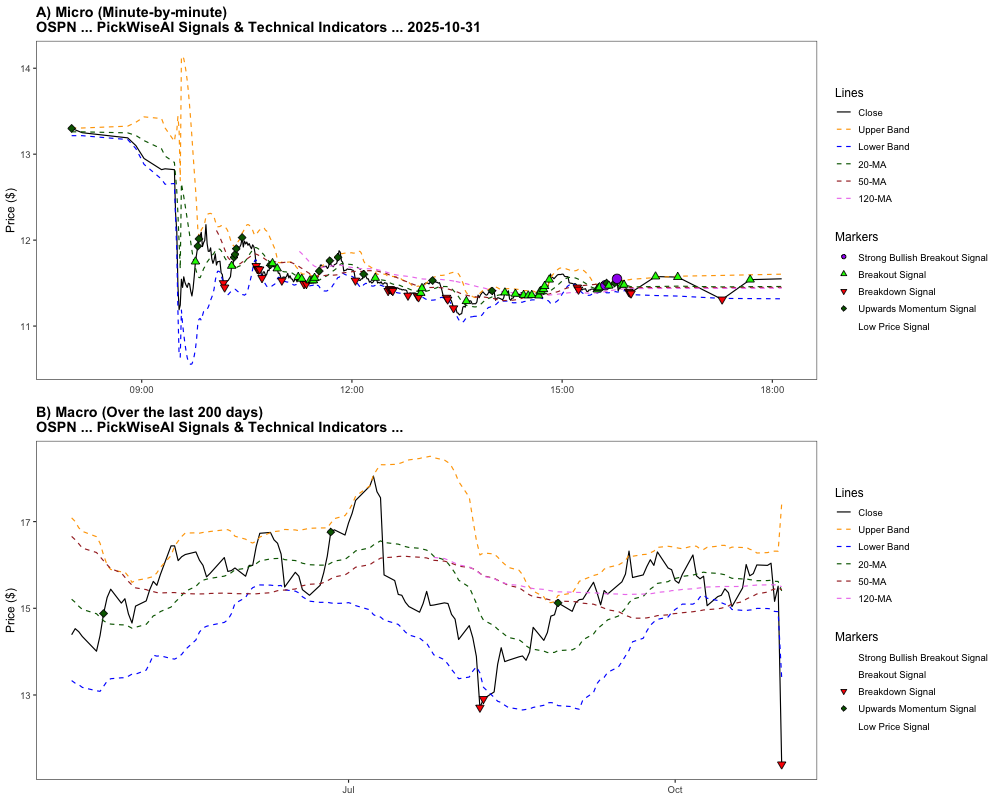 A) Micro (Minute-by-minute)
OSPN ... PickWiseAI Signals & Technical Indicators ... 2025-10-31
14
13
12
11
Price ($)
09:00
12:00
15:00
18:00
Lines
Close
Upper Band
Lower Band
20-MA
50-MA
120-MA
Markers
Strong Bullish Breakout Signal
Breakout Signal
Breakdown Signal
Upwards Momentum Signal
Low Price Signal
B) Macro (Over the last 200 days)
OSPN ... PickWiseAI Signals & Technical Indicators ...
17
15
13
Price ($)
Jul
Oct
Lines
Close
Upper Band
Lower Band
20-MA
50-MA
120-MA
Markers
Strong Bullish Breakout Signal
Breakout Signal
Breakdown Signal
Upwards Momentum Signal
Low Price Signal